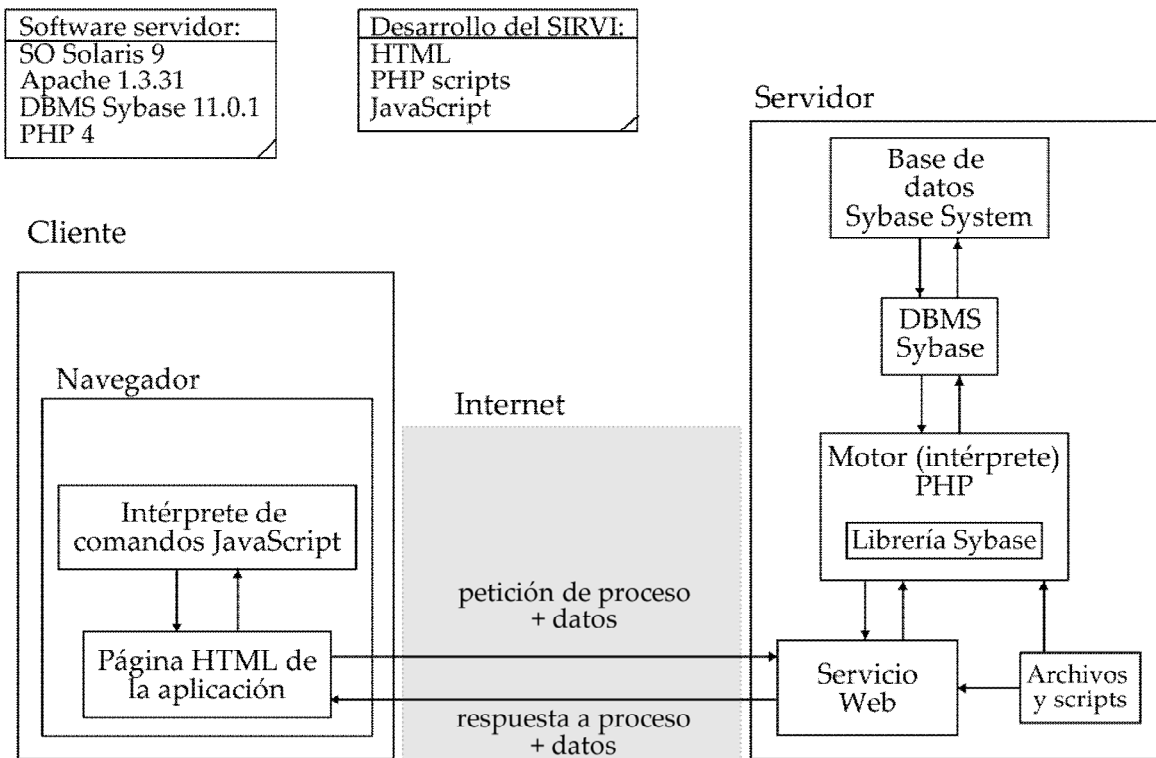 Software servidor:
SO Solaris 9
Apache 1.3.31
DBMS Sybase 11.0.1
PHP 4
Desarrollo del SIRVI:
HTML
PHP scripts
JavaScript
Servidor
Base de
datos
Sybase System
DBMS
Sybase
Motor (intérprete)
PHP
Librería Sybase
Cliente
Navegador
Intérprete de
comandos JavaScript
Página HTML de
la aplicación
Internet
petición de proceso
+ datos
respuesta a proceso
+ datos
Servicio
Web
Archivos
y scripts